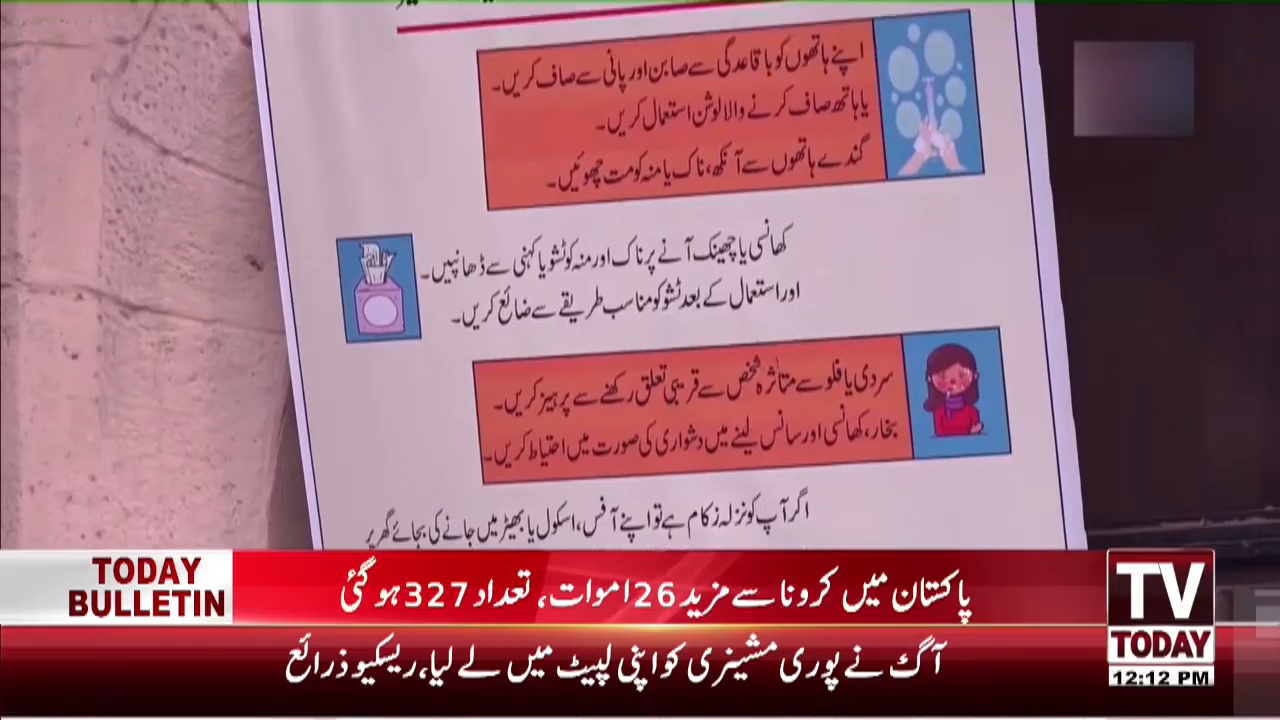 اپنے ہاتھوں کو باقاعدگی سے صابن اور پانی سے صاف کریں۔
یا ہاتھ صاف کرنے والا لوشن استعمال کریں۔
گندے ہاتھوں سے آنکھ، ناک یا منہ کو مت چھوئیں۔
کھانسی یا چھینک آنے پر ناک اور منہ کو ٹشو یا کہنی سے ڈھانپیں۔
اور استعمال کے بعد ٹشو کو مناسب طریقے سے ضائع کریں۔
سردی یا فلو سے متاثرہ شخص سے قریبی تعلق رکھنے سے پرہیز کریں۔
بخار، کھانسی اور سانس لینے میں دشواری کی صورت میں احتیاط کریں۔
اگر آپ کو نزلہ زکام ہے تو اپنے آفس، اسکول یا بھیڑ میں جانے کی بجائے گھر پر
TODAY
BULLETIN
پاکستان میں کرونا سے مزید 26 اموات، تعداد 327 ہو گئی
آگ نے پوری مشینری کو اپنی لپیٹ میں لے لیا، ریسکیو ذرائع
TV
TODAY
12:12 PM